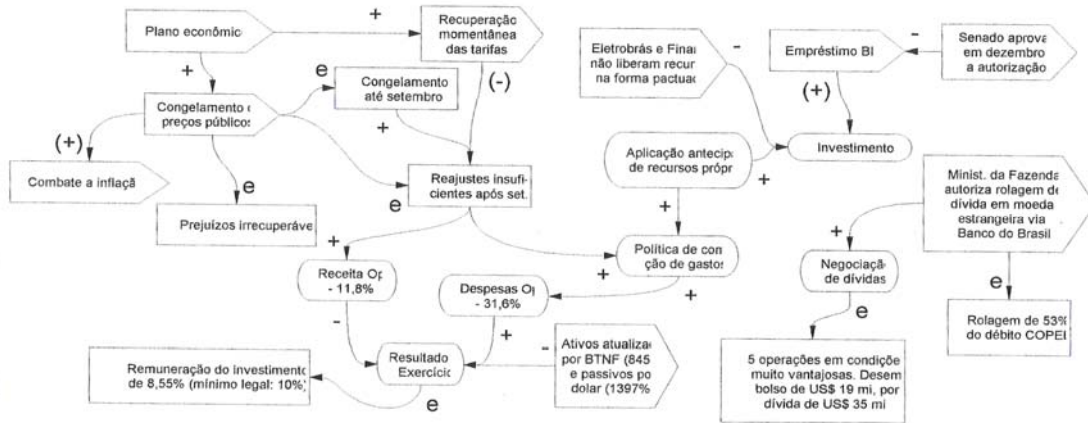 Plano econômic
+
Recuperação
momentânea
das tarifas
+
e
Congelamento
até setembro
(-)
Congelamento
preços públicos
+
(+)
Combate a inflaçã
e
Prejuízos irrecuperáve
e
Reajustes insufi-
cientes após set.
+
Receita Op
- 11,8%
Despesas O
- 31,6%
+
-
+
Resultado
Exercíci
-
Ativos atualizad
por BTNF (845
e passivos po
dolar (1397%
e
Remuneração do investimento
de 8,55% (mínimo legal: 10%)
Eletrobrás e Fina
não liberam recur
na forma pactuad
-
Empréstimo BI
-
Senado aprova
em dezembro
a autorização
(+)
Investimento
Aplicação antecip
de recursos própr
+
+
Política de con
ção de gastos
+
Minist. da Fazenda
autoriza rolagem de
dívida em moeda
estrangeira via
Banco do Brasil
+
Negociaçã
de dívidas
e
e
Rolagem de 53%
do débito COPE
5 operações em condiçõe
muito vantajosas. Desem
bolso de US$ 19 mi, por
dívida de US$ 35 mi